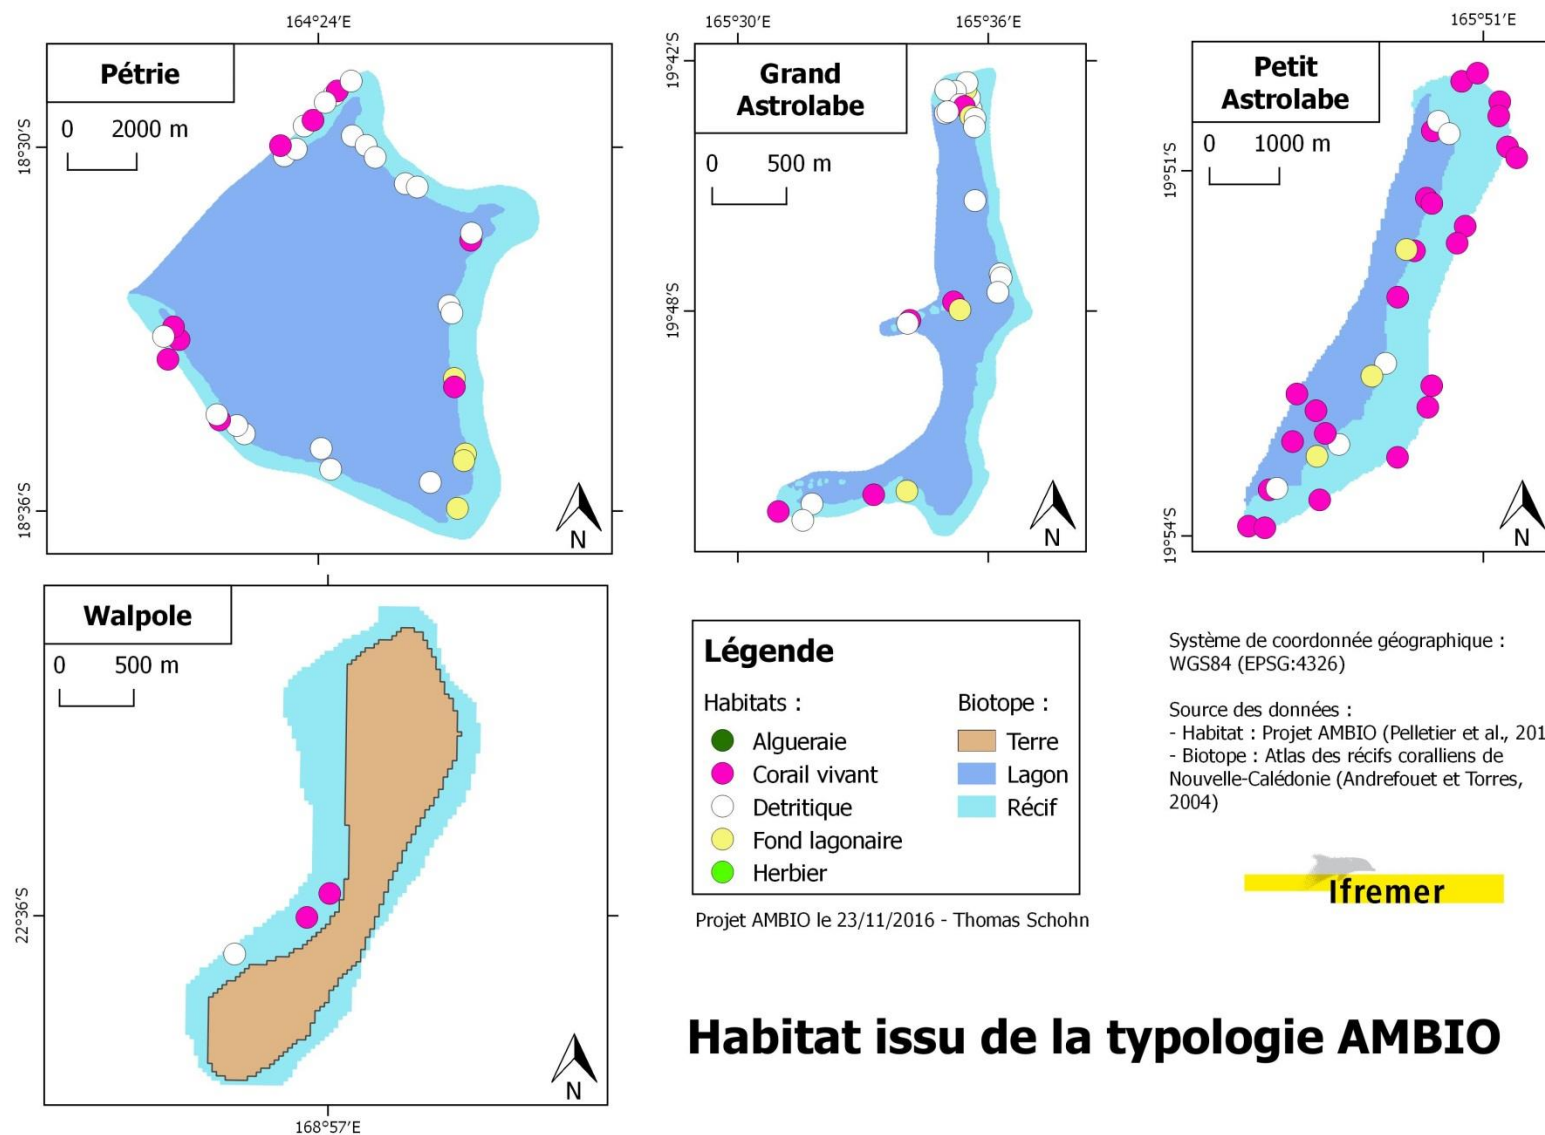 164°24′E
165°30′E
165°36′E
165°51′E
Pétrie
0 2000 m
18°30′S
18°36′S
N
Grand
Astrolabe
0 500 m
19°42′S
19°48′S
N
Petit
Astrolabe
0 1000 m
19°51′S
19°54′S
N
Walpole
0 500 m
22°36′S
N
168°57′E
Légende
Habitats :
Algueraie
Corail vivant
Detritique
Fond lagonaire
Herbier
Biotope :
Terre
Lagon
Récif
Projet AMBIO le 23/11/2016 - Thomas Schohn
Système de coordonnée géographique :
WGS84 (EPSG:4326)
Source des données :
- Habitat : Projet AMBIO (Pelletier et al., 201
- Biotope : Atlas des récifs coralliens de
Nouvelle-Calédonie (Andrefouet et Torres,
2004)
Ifremer
Habitat issu de la typologie AMBIO